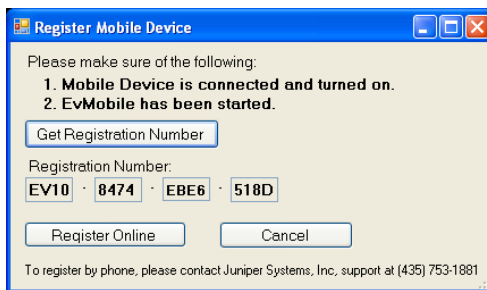 Register Mobile Device
Please make sure of the following:
1. Mobile Device is connected and turned on.
2. EvMobile has been started.
Get Registration Number
Registration Number:
EV10 - 8474 - EBE6 - 518D
Register Online Cancel
To register by phone, please contact Juniper Systems, Inc, support at (435) 753-1881